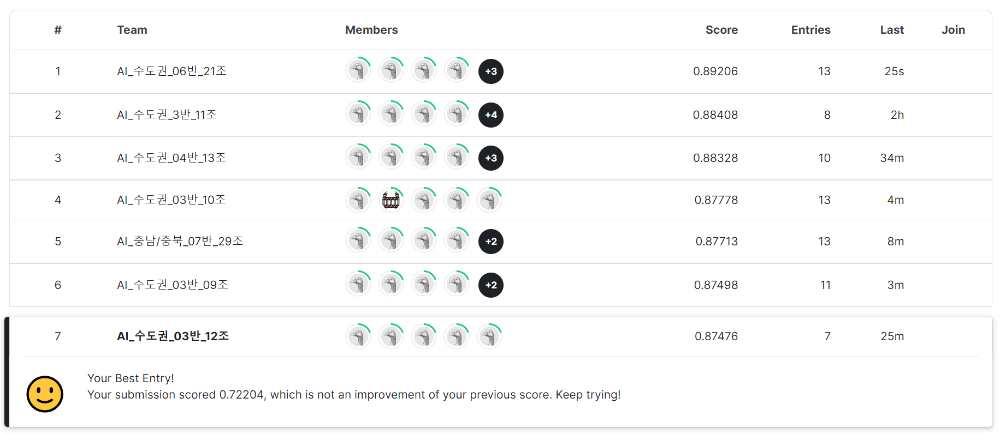 # Team Members Score Entries Last Join
1 AI_수도권_06반_21조 +3 0.89206 13 25s
2 AI_수도권_3반_11조 +4 0.88408 8 2h
3 AI_수도권_04반_13조 +3 0.88328 10 34m
4 AI_수도권_03반_10조 0.87778 13 4m
5 AI_충남/충북_07반_29조 +2 0.87713 13 8m
6 AI_수도권_03반_09조 +2 0.87498 11 3m
7 AI_수도권_03반_12조 0.87476 7 25m
Your Best Entry!
Your submission scored 0.72204, which is not an improvement of your previous score. Keep trying!